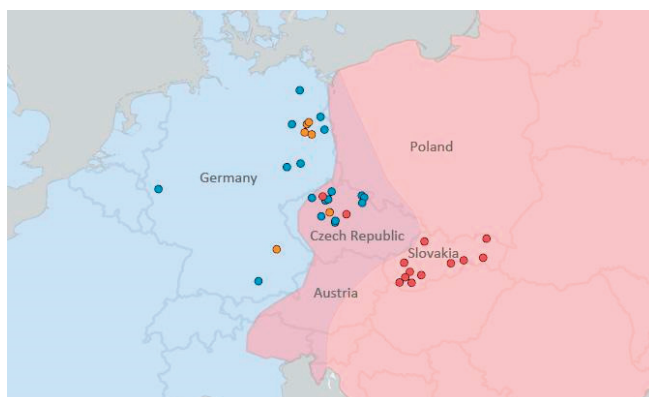 Poland
Germany
Czech Republic
Slovakia
Austria